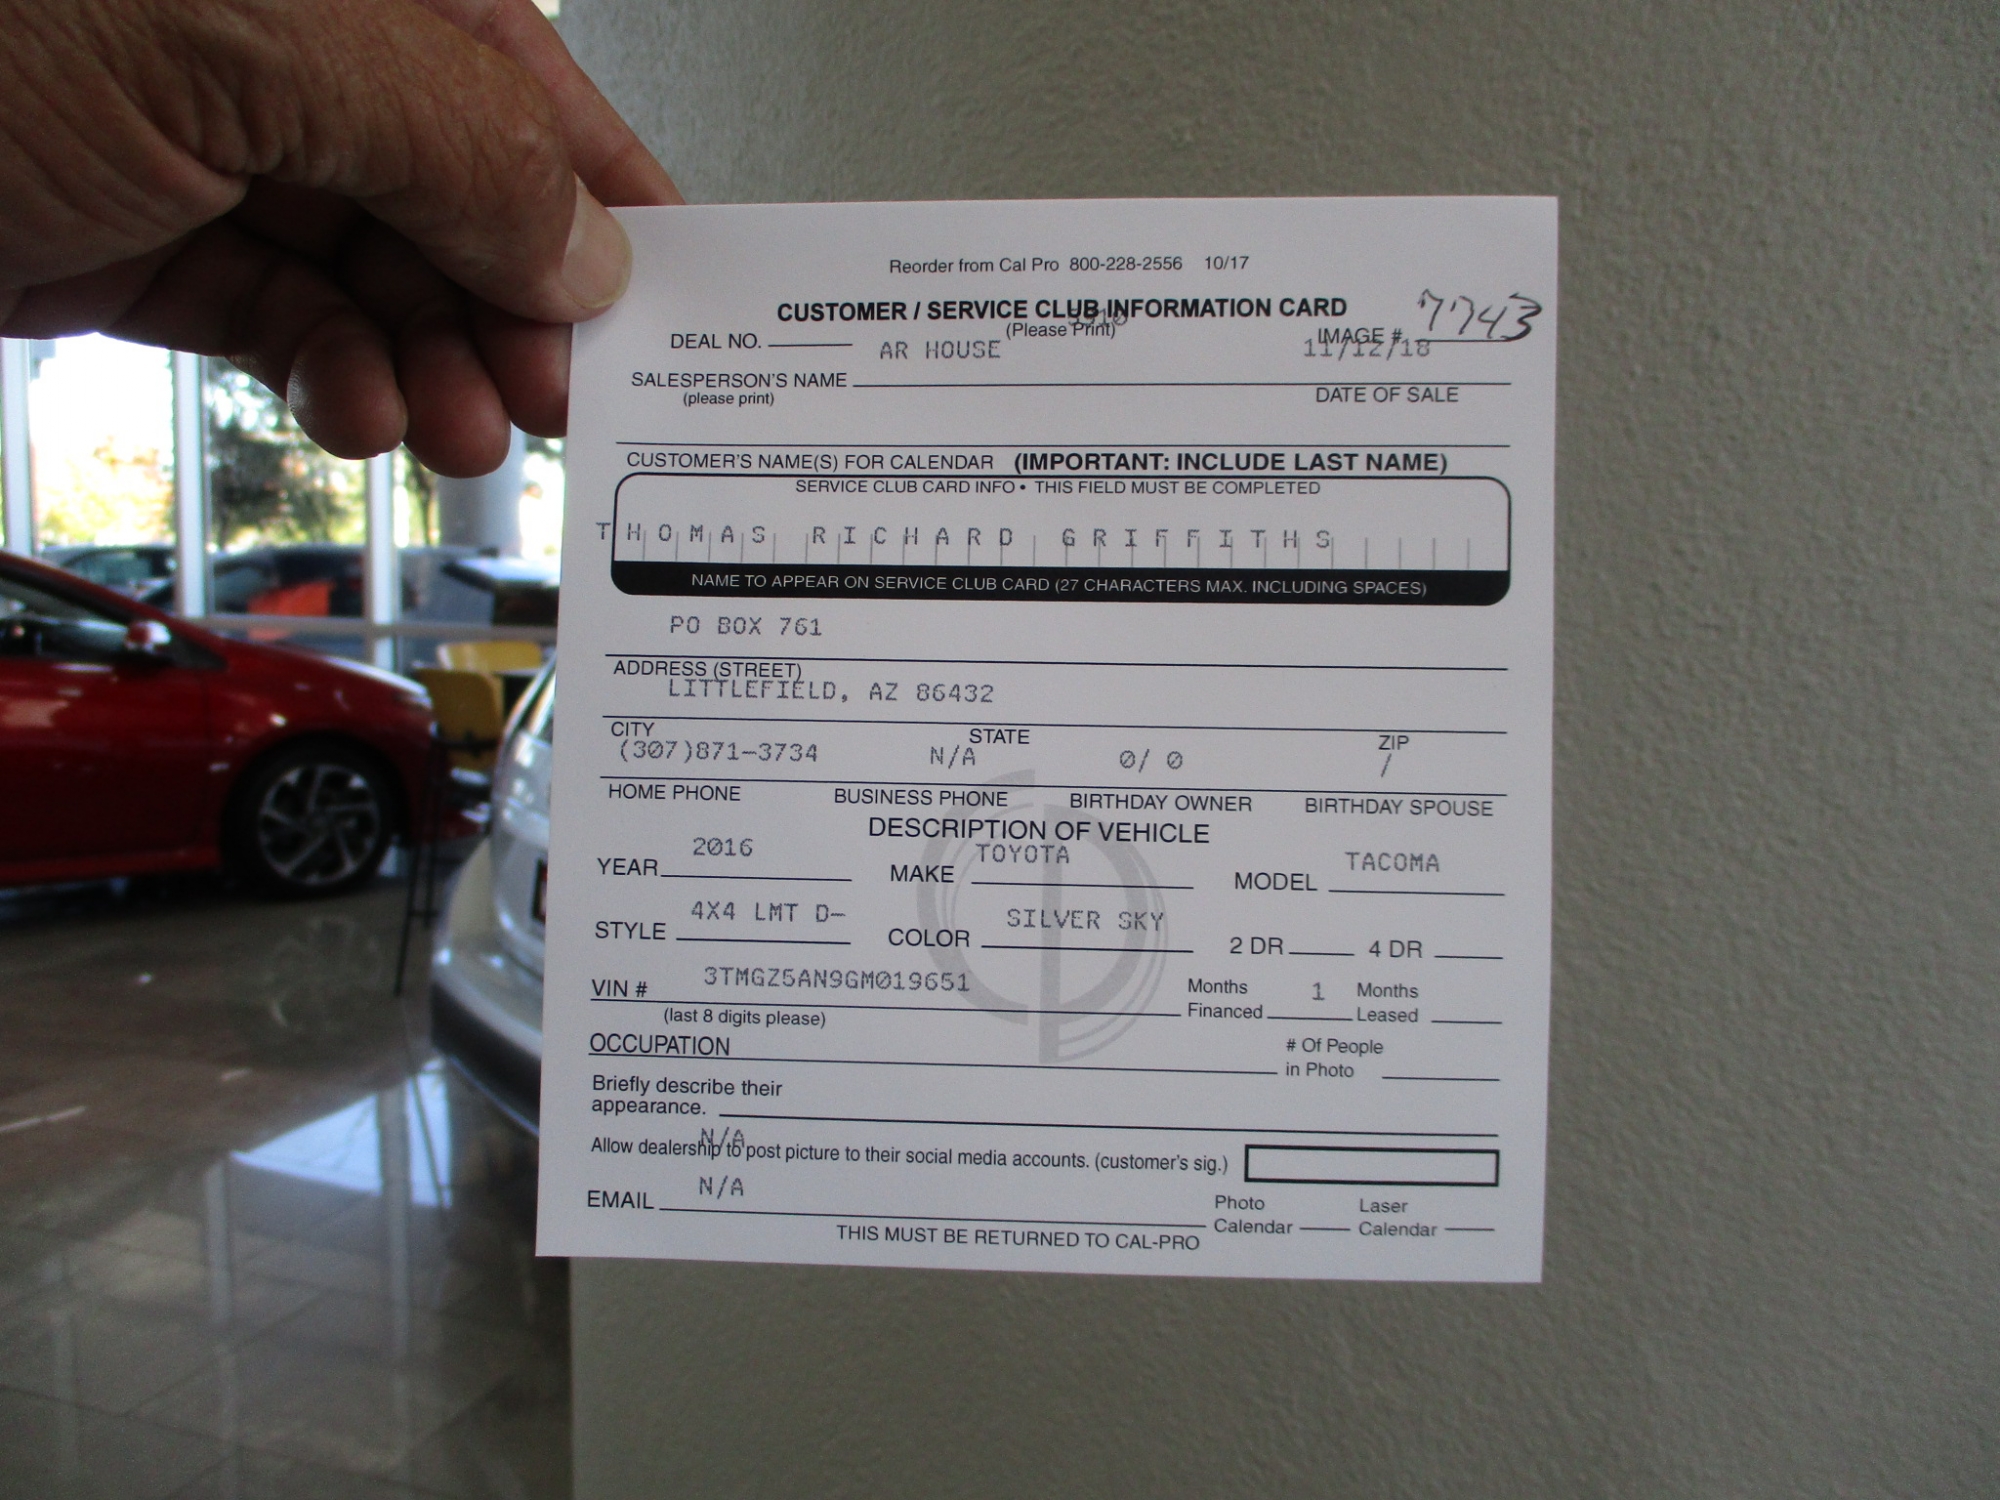 Reorder from Cal Pro 800-228-2556 10/17
CUSTOMER / SERVICE CLUB INFORMATION CARD
(Please Print)
DEAL NO. IMAGE # 7743
AR HOUSE 11/12/18
SALESPERSON'S NAME
(please print) DATE OF SALE
CUSTOMER'S NAME(S) FOR CALENDAR (IMPORTANT: INCLUDE LAST NAME)
SERVICE CLUB CARD INFO • THIS FIELD MUST BE COMPLETED
THOMAS RICHARD GRIFFITHS
NAME TO APPEAR ON SERVICE CLUB CARD (27 CHARACTERS MAX. INCLUDING SPACES)
PO BOX 761
ADDRESS (STREET)
LITTLEFIELD, AZ 86432
CITY STATE ZIP
(307)871-3734 N/A 0/ 0 /
HOME PHONE BUSINESS PHONE BIRTHDAY OWNER BIRTHDAY SPOUSE
DESCRIPTION OF VEHICLE
YEAR 2016 MAKE TOYOTA MODEL TACOMA
STYLE 4X4 LMT D- COLOR SILVER SKY 2 DR 4 DR
VIN # 3TMGZ5AN9GM019651 Months Financed 1 Months Leased
(last 8 digits please)
OCCUPATION # Of People in Photo
Briefly describe their
appearance.
N/A
Allow dealership to post picture to their social media accounts. (customer's sig.)
EMAIL N/A Photo Calendar Laser Calendar
THIS MUST BE RETURNED TO CAL-PRO